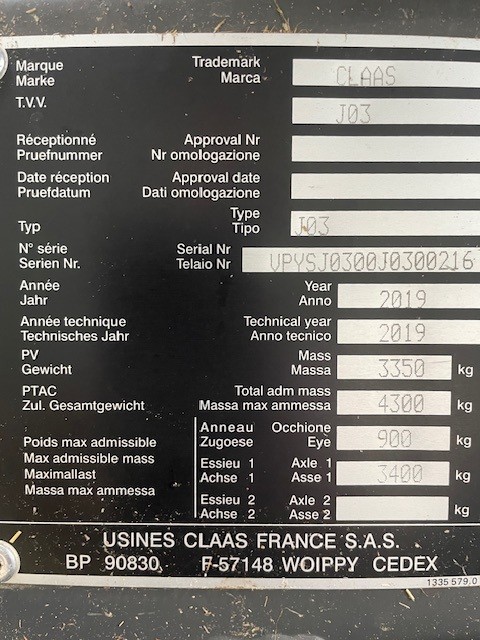 Marque Trademark CLAAS
Marke Marca
T.V.V. J03
Réceptionné Approval Nr
Pruefnummer Nr omologazione
Date réception Approval date
Pruefdatum Dati omologazione
Type
Typ Tipo J03
N° série Serial Nr VPYSJ0300J0300216
Serien Nr. Telaio Nr
Année Year 2019
Jahr Anno
Année technique Technical year 2019
Technisches Jahr Anno tecnico
PV Mass 3350 kg
Gewicht Massa
PTAC Total adm mass 4300 kg
Zul. Gesamtgewicht Massa max ammessa
Anneau Occhione 900 kg
Poids max admissible Zugoese Eye
Max admissible mass Essieu 1 Axle 1 3400 kg
Maximallast Achse 1 Asse 1
Massa max ammessa Essieu 2 Axle 2 kg
Achse 2 Asse 2
USINES CLAAS FRANCE S.A.S.
BP 90830, F-57148 WOIPPY CEDEX
1335 579.0